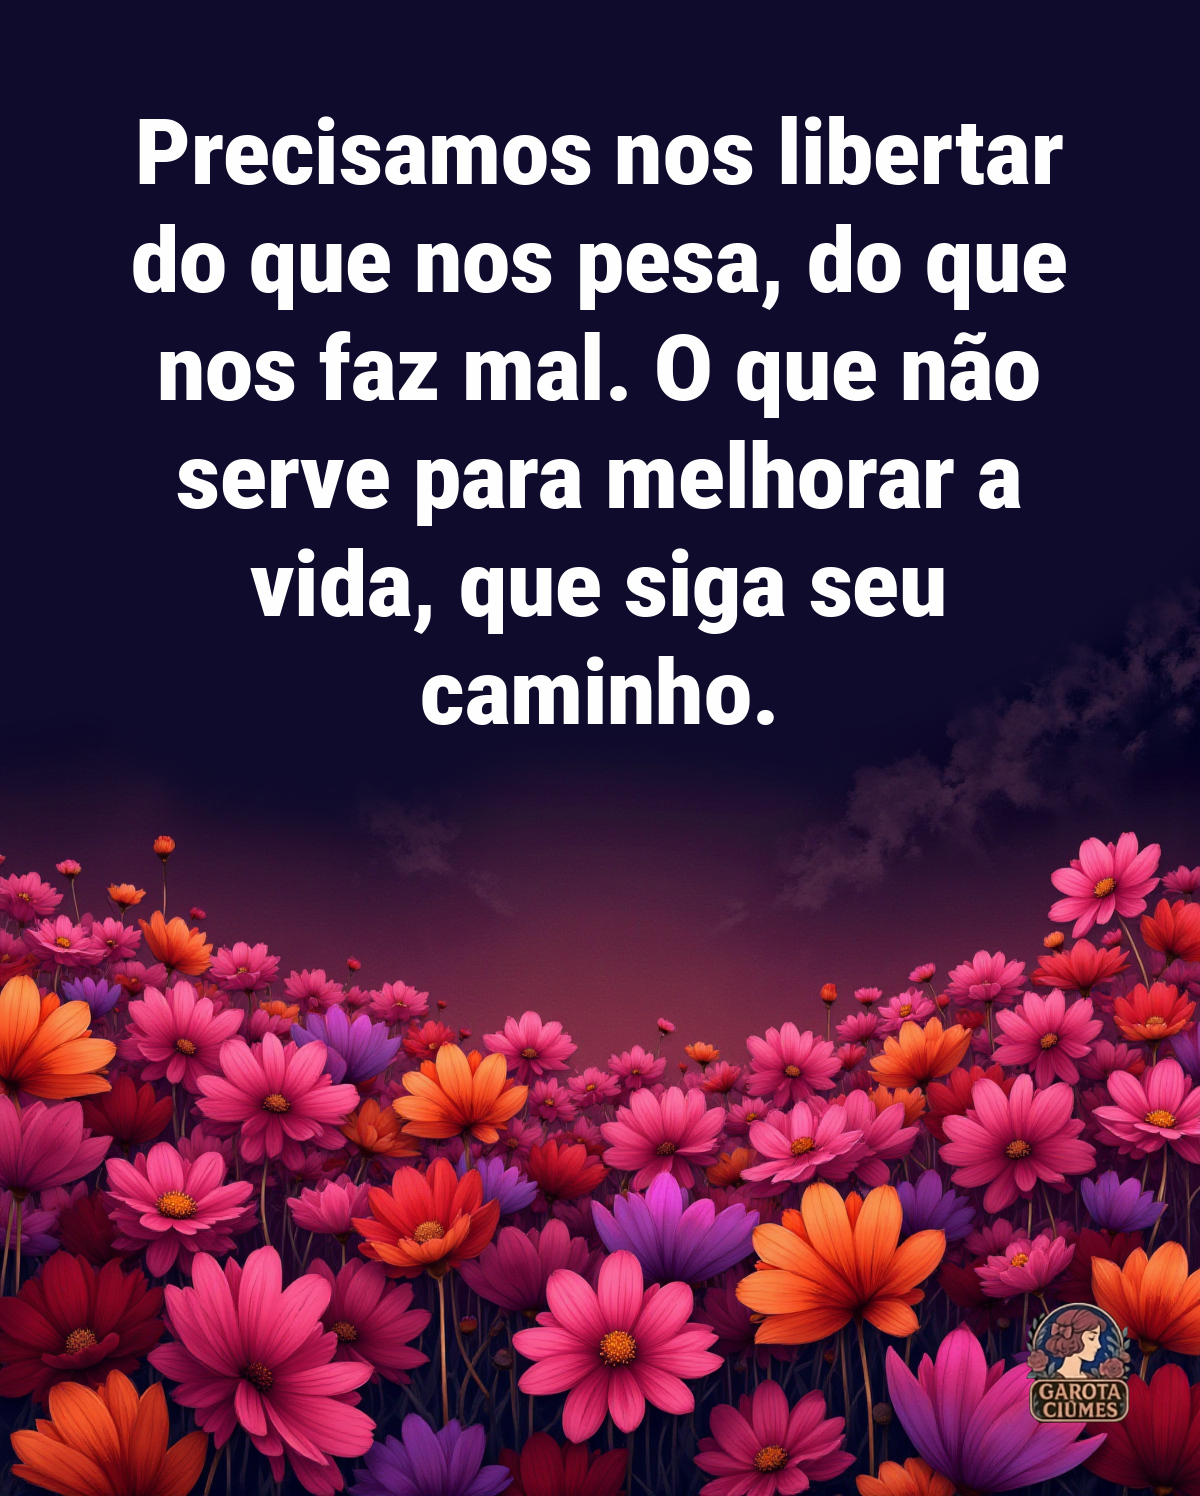 Precisamos nos libertar
do que nos pesa, do que
nos faz mal. O que não
serve para melhorar a
vida, que siga seu
caminho.
GAROTA
CIÚMES